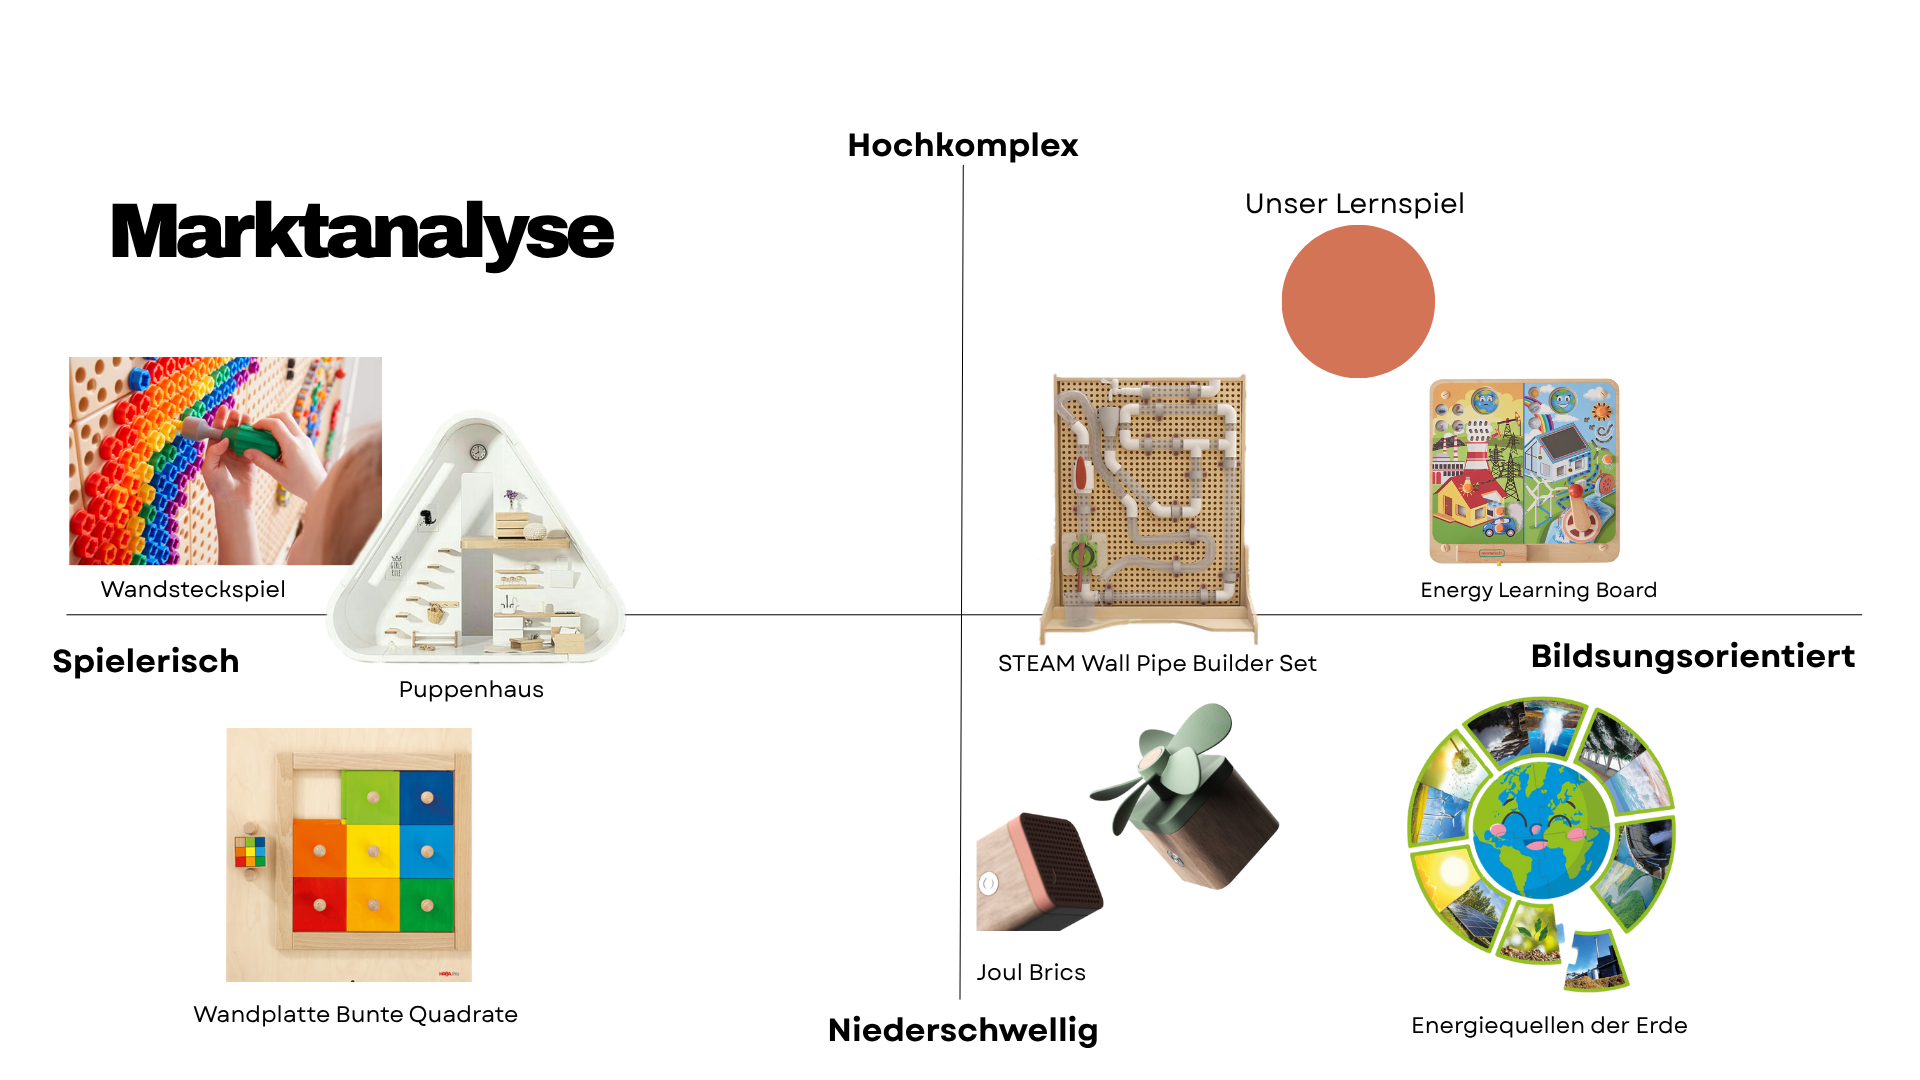 Hochkomplex
Marktanalyse
Unser Lernspiel
Wandsteckspiel
Energy Learning Board
Spielerisch
Bildsungsorientiert
STEAM Wall Pipe Builder Set
Puppenhaus
Joul Brics
Wandplatte Bunte Quadrate
Niederschwellig
Energiequellen der Erde